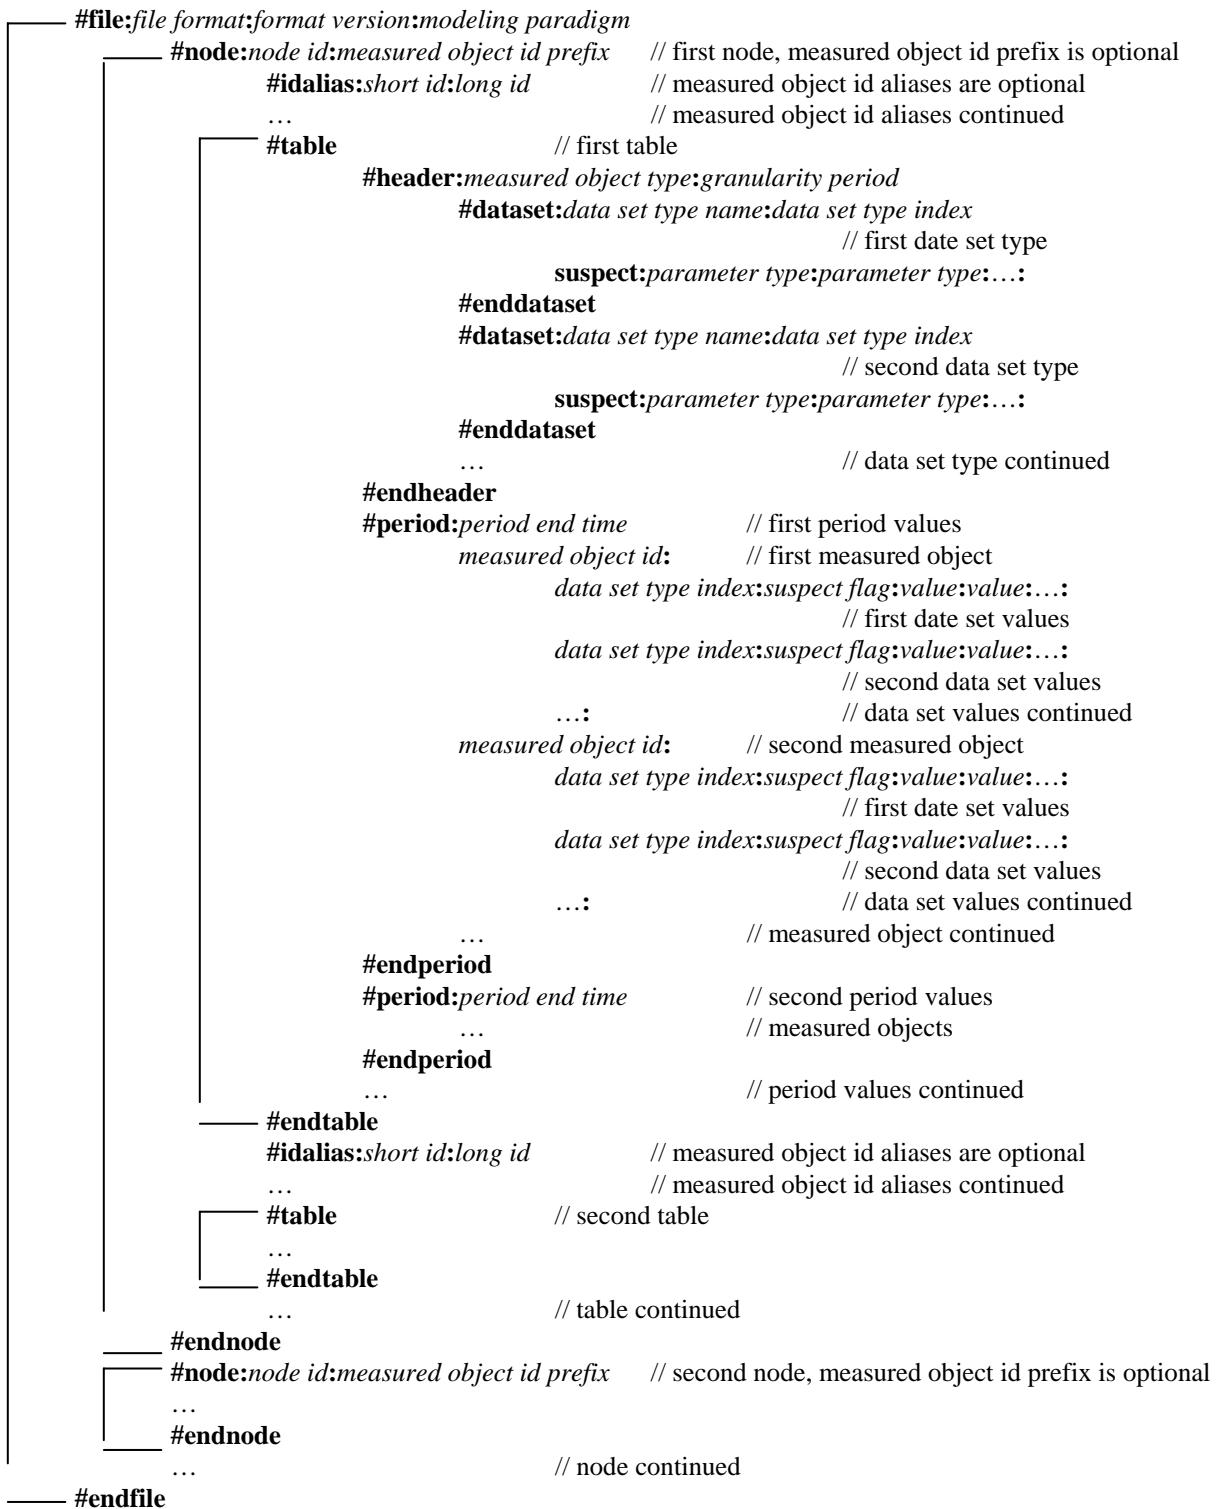 #file:file format:format version:modeling paradigm
#node:node id:measured object id prefix // first node, measured object id prefix is optional
#idalias:short id:long id // measured object id aliases are optional
… // measured object id aliases continued
#table // first table
#header:measured object type:granularity period
#dataset:data set type name:data set type index
// first date set type
suspect:parameter type:parameter type:…:
#enddataset
#dataset:data set type name:data set type index
// second data set type
suspect:parameter type:parameter type:…:
#enddataset
… // data set type continued
#endheader
#period:period end time // first period values
measured object id: // first measured object
data set type index:suspect flag:value:value:…:
// first date set values
data set type index:suspect flag:value:value:…:
// second data set values
…: // data set values continued
measured object id: // second measured object
data set type index:suspect flag:value:value:…:
// first date set values
data set type index:suspect flag:value:value:…:
// second data set values
…: // data set values continued
… // measured object continued
#endperiod
#period:period end time // second period values
… // measured objects
#endperiod
… // period values continued
#endtable
#idalias:short id:long id // measured object id aliases are optional
… // measured object id aliases continued
#table // second table
…
#endtable
… // table continued
#endnode
#node:node id:measured object id prefix // second node, measured object id prefix is optional
…
#endnode
… // node continued
#endfile